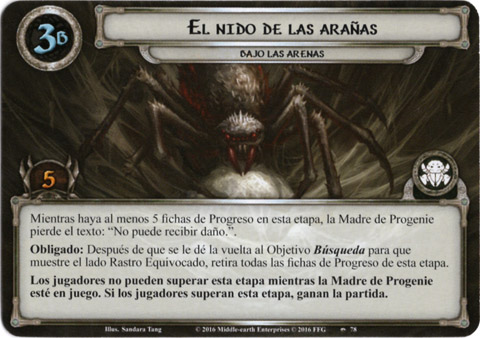 3B
EL NIDO DE LAS ARAÑAS
BAJO LAS ARENAS
5
Mientras haya al menos 5 fichas de Progreso en esta etapa, la Madre de Progenie
pierde el texto: “No puede recibir daño.”.
Obligado: Después de que se le dé la vuelta al Objetivo Búsqueda para que
muestre el lado Rastro Equivocado, retira todas las fichas de Progreso de esta etapa.
Los jugadores no pueden superar esta etapa mientras la Madre de Progenie
esté en juego. Si los jugadores superan esta etapa, ganan la partida.
Illus. Sandara Tang © 2016 Middle-earth Enterprises © 2016 FFG 78